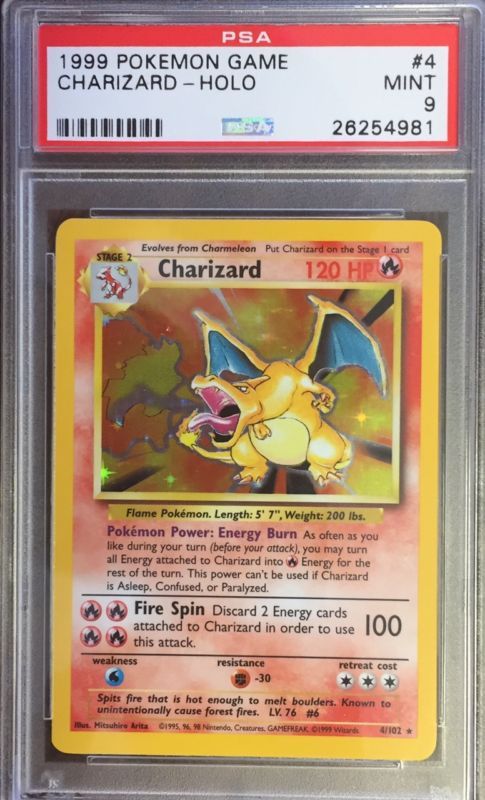 PSA
1999 POKEMON GAME #4
CHARIZARD - HOLO MINT
9
PSA 26254981
Evolves from Charmeleon Put Charizard on the Stage 1 card
STAGE 2
Charizard 120 HP
Flame Pokémon. Length: 5' 7", Weight: 200 lbs.
Pokémon Power: Energy Burn As often as you
like during your turn (before your attack), you may turn
all Energy attached to Charizard into Energy for the
rest of the turn. This power can't be used if Charizard
is Asleep, Confused, or Paralyzed.
Fire Spin Discard 2 Energy cards
attached to Charizard in order to use 100
this attack.
weakness resistance retreat cost
-30
Spits fire that is hot enough to melt boulders. Known to
unintentionally cause forest fires. LV. 76 #6
Illus. Mitsuhiro Arita ©1995, 96, 98 Nintendo, Creatures, GAMEFREAK. ©1999 Wizards. 4/102 ★